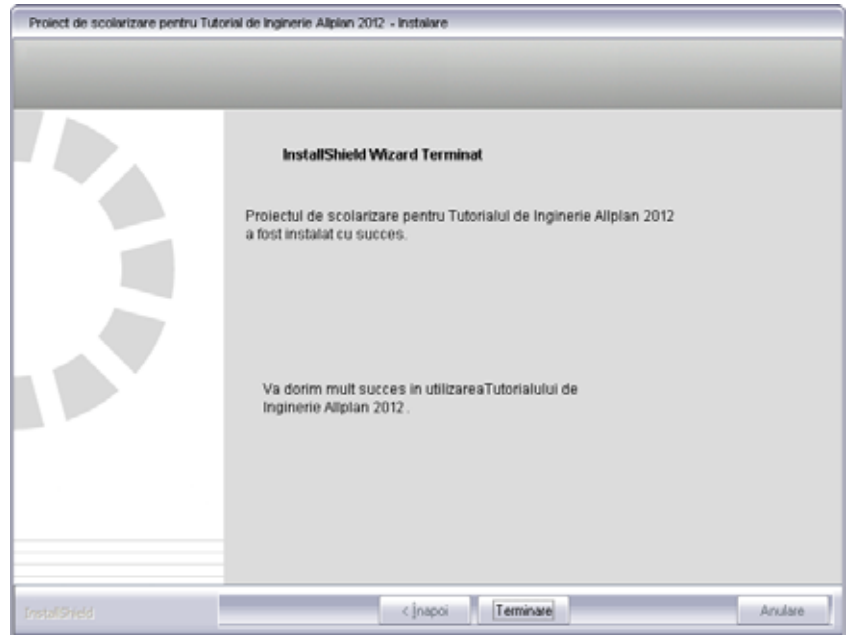 Proiect de scolarizare pentru Tutorial de Inginerie Allplan 2012 - Instalare
InstallShield Wizard Terminat
Proiectul de scolarizare pentru Tutorialul de Inginerie Allplan 2012
a fost instalat cu succes.
Va dorim mult succes in utilizareaTutorialului de
Inginerie Allplan 2012 .
InstallShield
< Înapoi
Terminare
Anulare